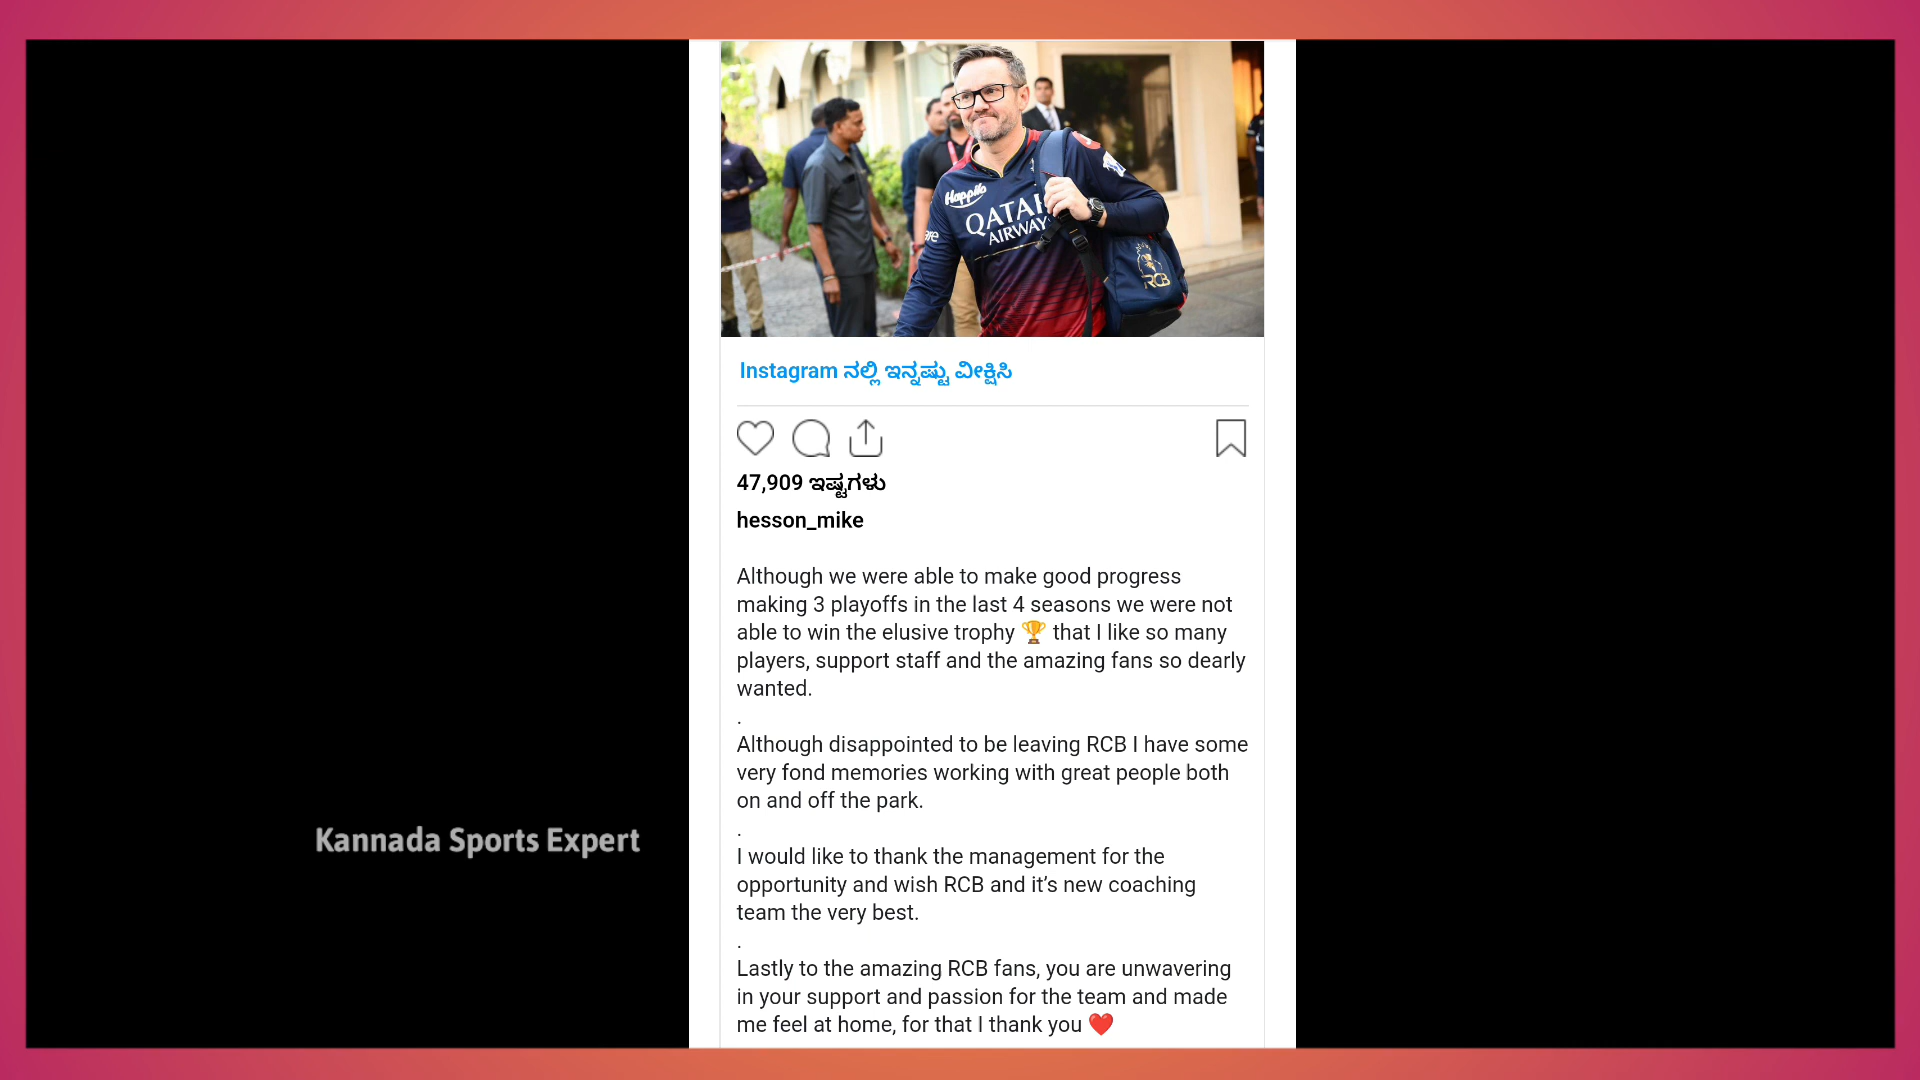 Happilo
QATAR
AIRWAYS
RCB
Instagram ನಲ್ಲಿ ಇನ್ನಷ್ಟು ವೀಕ್ಷಿಸಿ
47,909 ಇಷ್ಟಗಳು
hesson_mike
Although we were able to make good progress
making 3 playoffs in the last 4 seasons we were not
able to win the elusive trophy 🏆 that I like so many
players, support staff and the amazing fans so dearly
wanted.
.
Although disappointed to be leaving RCB I have some
very fond memories working with great people both
on and off the park.
.
I would like to thank the management for the
opportunity and wish RCB and it’s new coaching
team the very best.
.
Lastly to the amazing RCB fans, you are unwavering
in your support and passion for the team and made
me feel at home, for that I thank you ❤️
Kannada Sports Expert